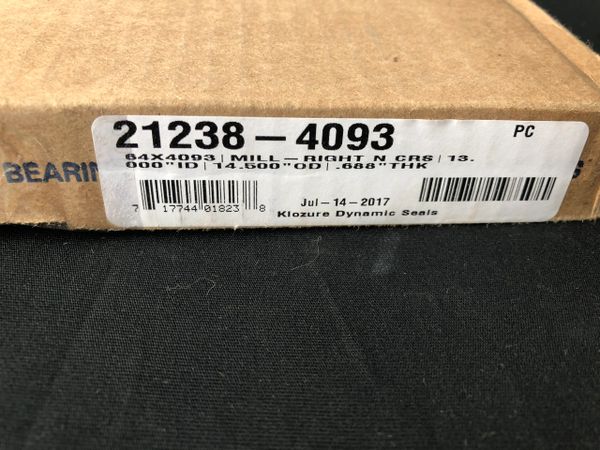 21238-4093 PC
64X4093|MILL-RIGHT N CRS|13.
000"ID|14.500"OD|.688"THK
BEARIN S
7 17744 01823 8
Jul-14-2017
Klozure Dynamic Seals